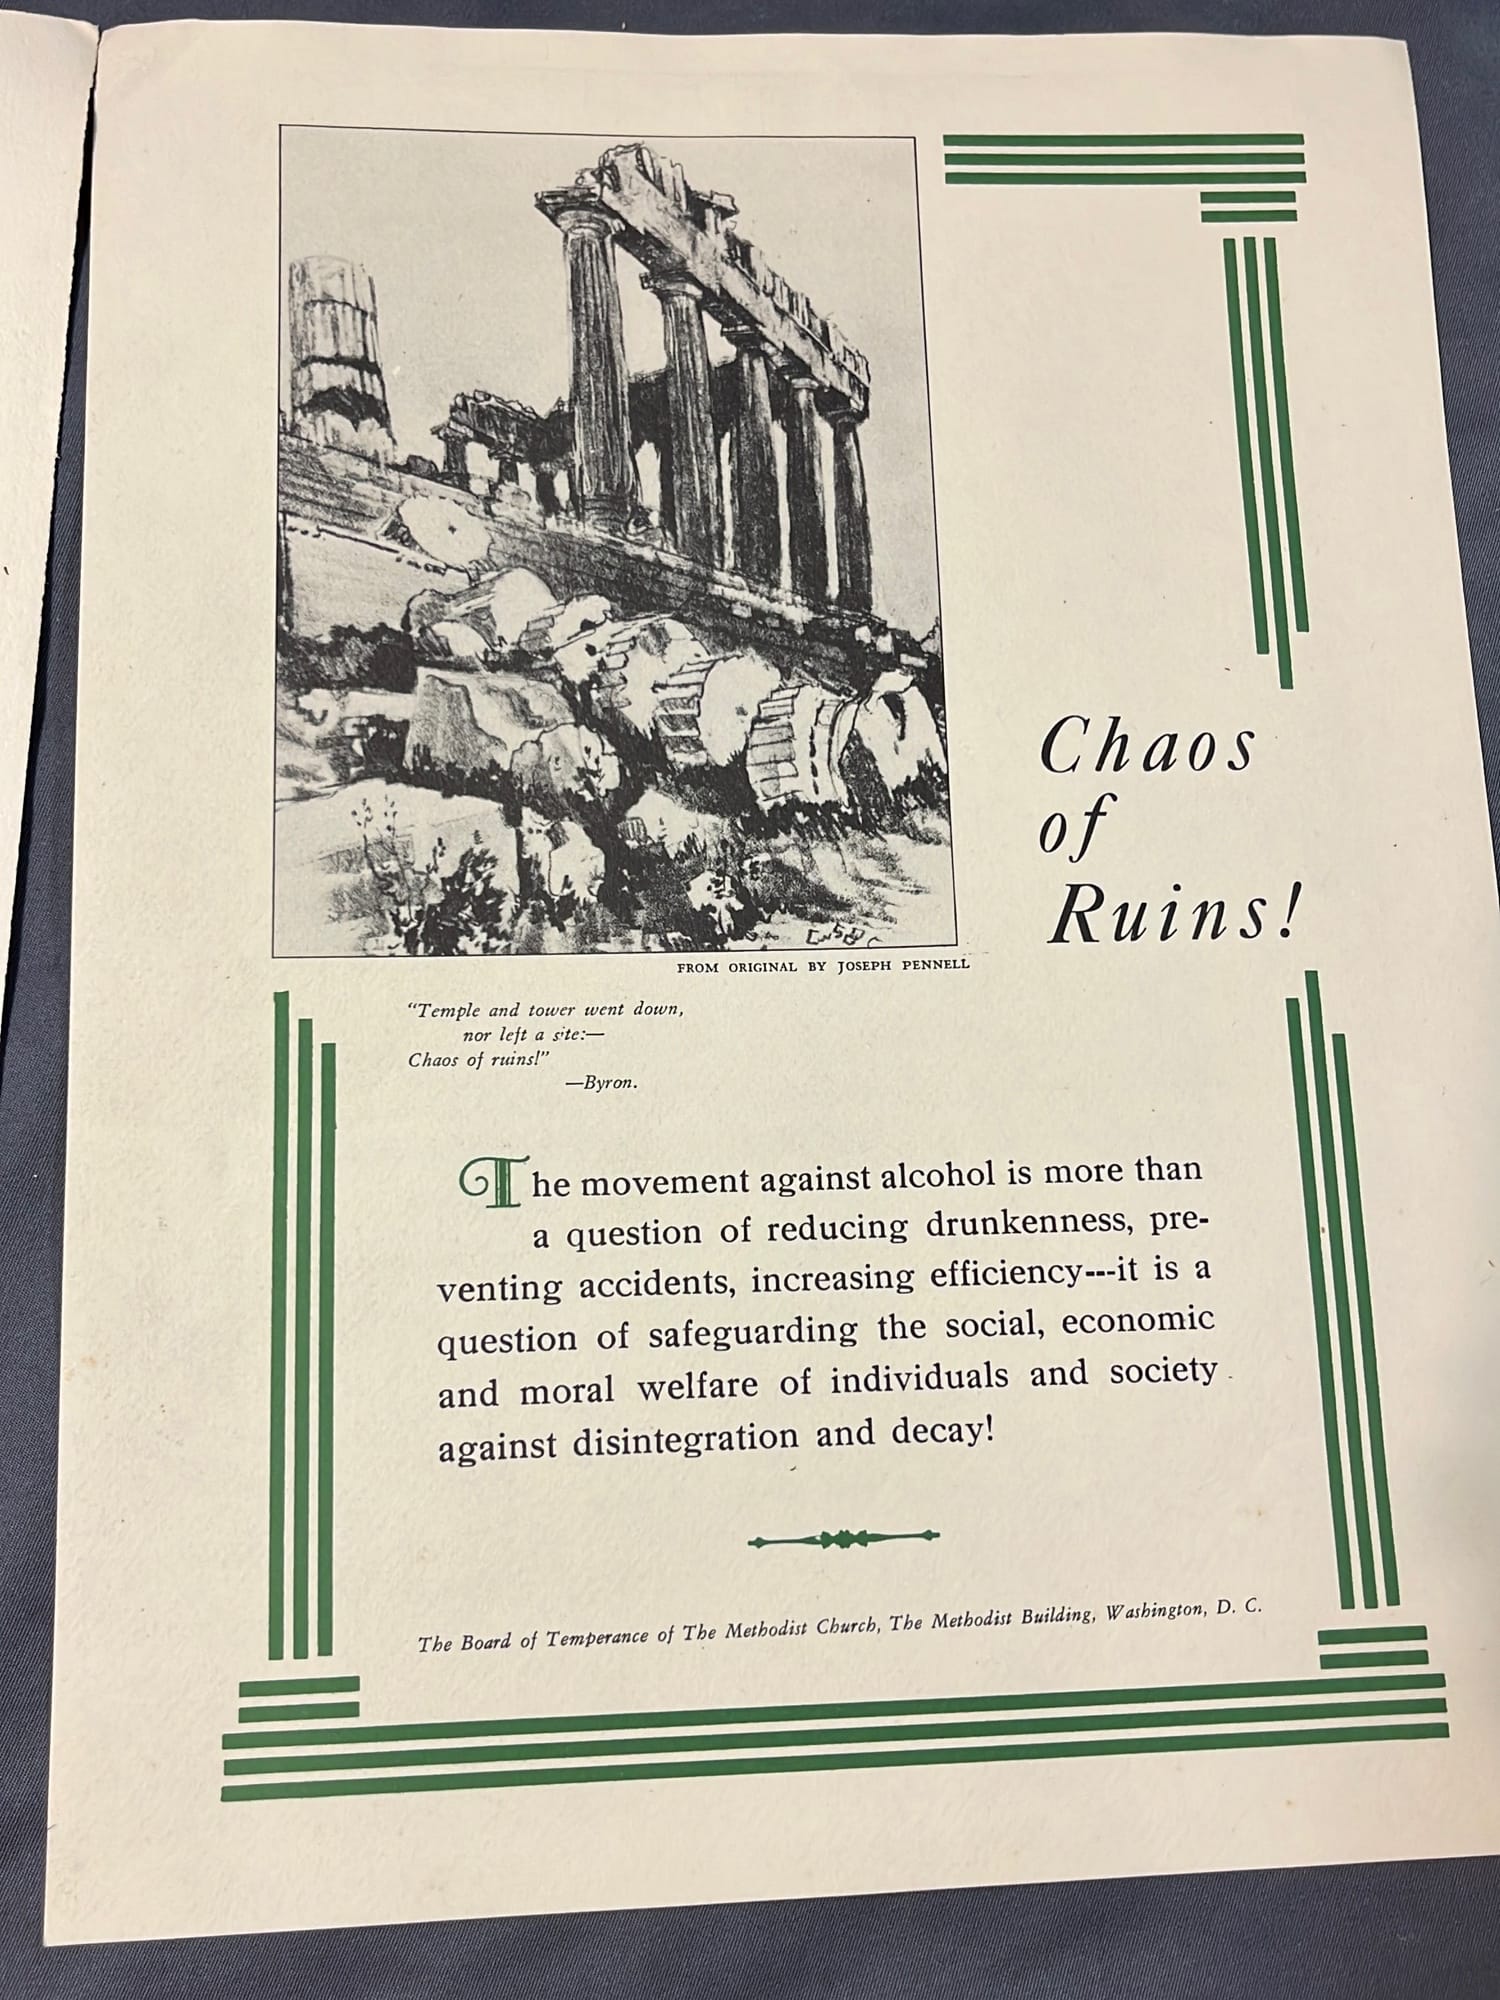 FROM ORIGINAL BY JOSEPH PENNELL
Chaos
of
Ruins!
"Temple and tower went down,
nor left a site:—
Chaos of ruins!"
—Byron.
The movement against alcohol is more than
a question of reducing drunkenness, pre-
venting accidents, increasing efficiency---it is a
question of safeguarding the social, economic
and moral welfare of individuals and society
against disintegration and decay!
The Board of Temperance of The Methodist Church, The Methodist Building, Washington, D. C.